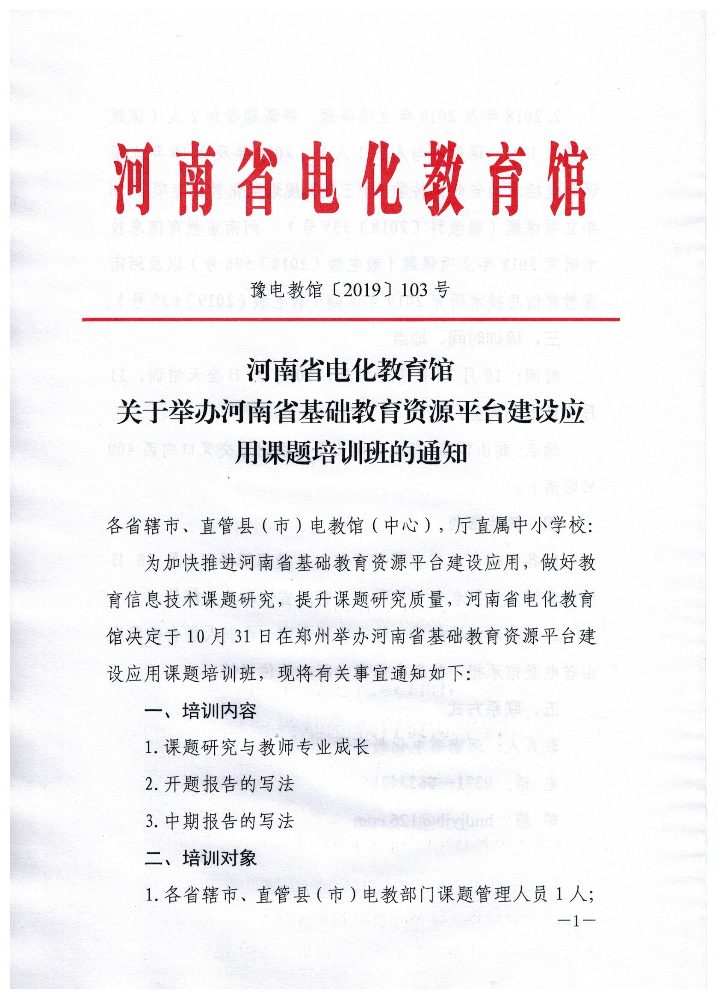 河南省电化教育馆
豫电教馆〔2019〕103号
河南省电化教育馆
关于举办河南省基础教育资源平台建设应
用课题培训班的通知
各省辖市、直管县（市）电教馆（中心），厅直属中小学校：
为加快推进河南省基础教育资源平台建设应用，做好教
育信息技术课题研究，提升课题研究质量，河南省电化教育
馆决定于10月31日在郑州举办河南省基础教育资源平台建
设应用课题培训班，现将有关事宜通知如下：
一、培训内容
1.课题研究与教师专业成长
2.开题报告的写法
3.中期报告的写法
二、培训对象
1.各省辖市、直管县（市）电教部门课题管理人员1人；
—1—